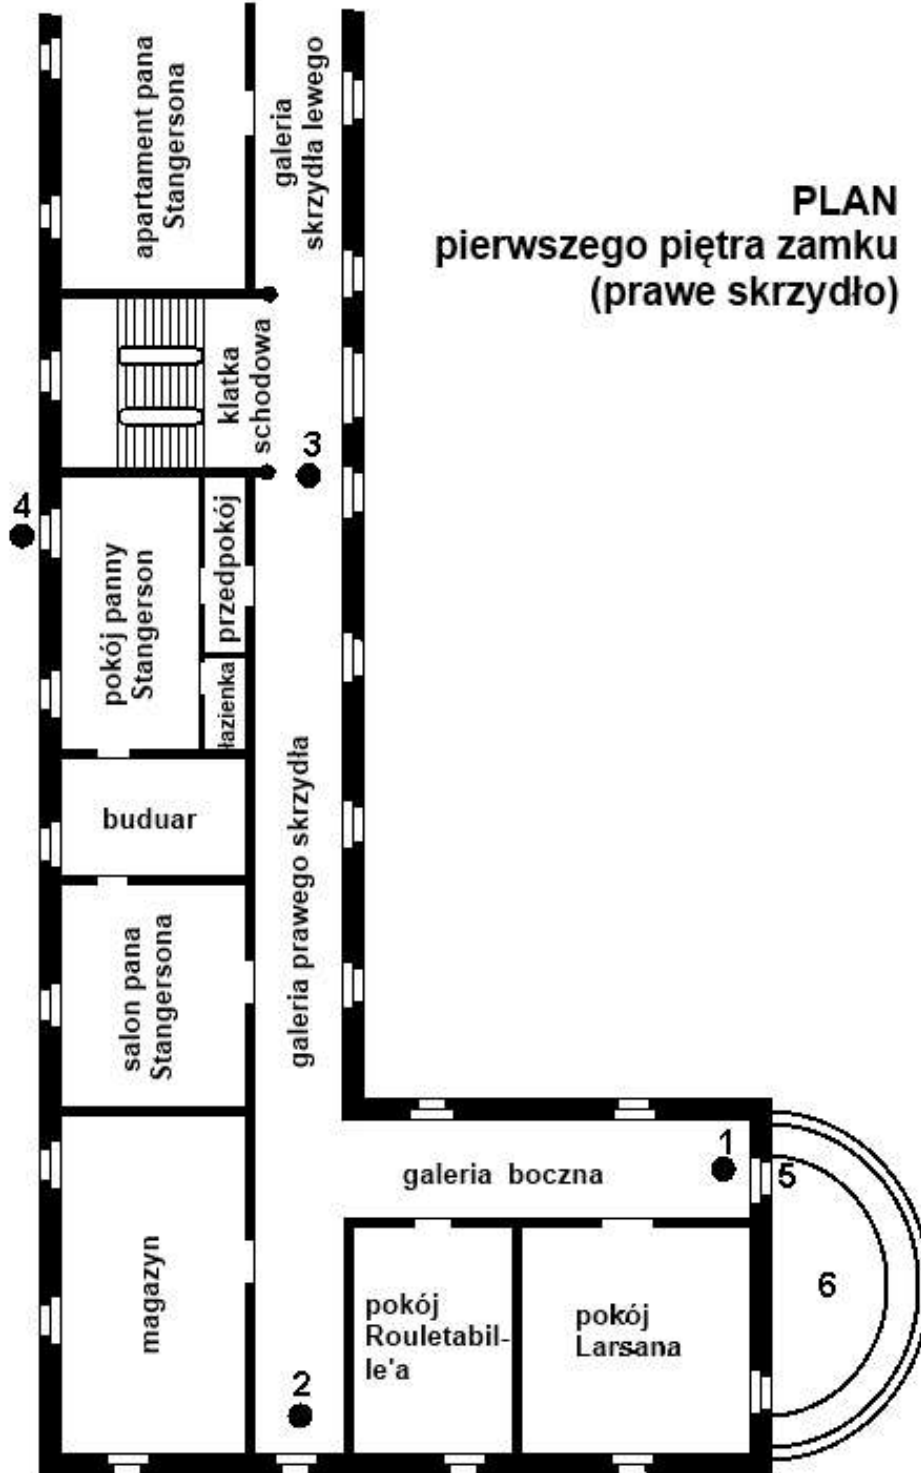 PLAN
pierwszego piętra zamku
(prawe skrzydło)
apartament pana
Stangersona
galeria
skrzydła lewego
klatka
schodowa
3
4
pokój panny
Stangerson
przedpokój
łazienka
buduar
galeria prawego skrzydła
salon pana
Stangersona
magazyn
galeria boczna
1
5
6
pokój
Rouletabil-
le'a
pokój
Larsana
2